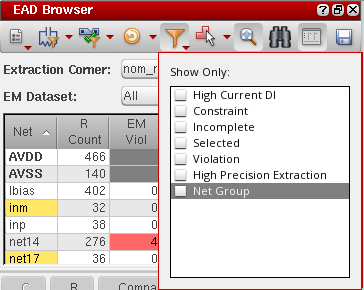 EAD Browser
Extraction Corner: nom_r
EM Dataset: All
Net R Count EM Viol
AVDD 466
AVSS 140
Ibias 402 0
inm 32 0
inp 38 0
net14 276 4
net17 36 0
C R Compa
Show Only:
High Current DI
Constraint
Incomplete
Selected
Violation
High Precision Extraction
Net Group